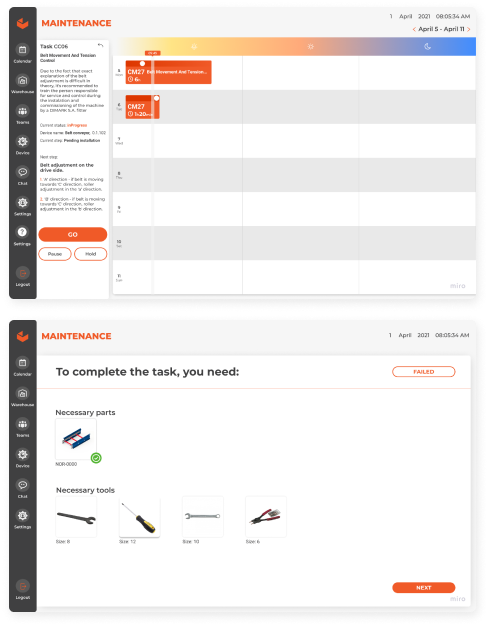 MAINTENANCE
1 April 2021 08:05:34 AM
< April 5 - April 11 >
Calendar
Warehouse
Teams
Device
Chat
Settings
Settings
Logout
Task CC06
Belt Movement And Tension
Control
Due to the fact that exact
explanation of the belt
adjustment is difficult in
theory, it's recommended to
train the person responsible
for service and control during
the installation and
commissioning of the machine
by a DIMARK S.A. fitter
Current status: InProgress
Device name: Belt conveyor,
Current step: Pending installation
Next step:
Belt adjustment on the
drive side.
1. 'A' direction - if belt is moving
towards 'C' direction, roller
adjustment in the 'a' direction.
2. 'B' direction - if belt is moving
towards 'C' direction, roller
adjustment in the 'b' direction.
GO
Pause Hold
5
Mon
CM27 Belt Movement And Tension...
6h
6
Tue
CM27
1h20m
7
Wed
8
Thu
9
Fri
10
Sat
11
Sun
miro
MAINTENANCE
1 April 2021 08:05:34 AM
Calendar
Warehouse
Teams
Device
Chat
Settings
Logout
To complete the task, you need:
FAILED
Necessary parts
NOR-0000
Necessary tools
Size: 8
Size: 12
Size: 10
Size: 6
NEXT
miro